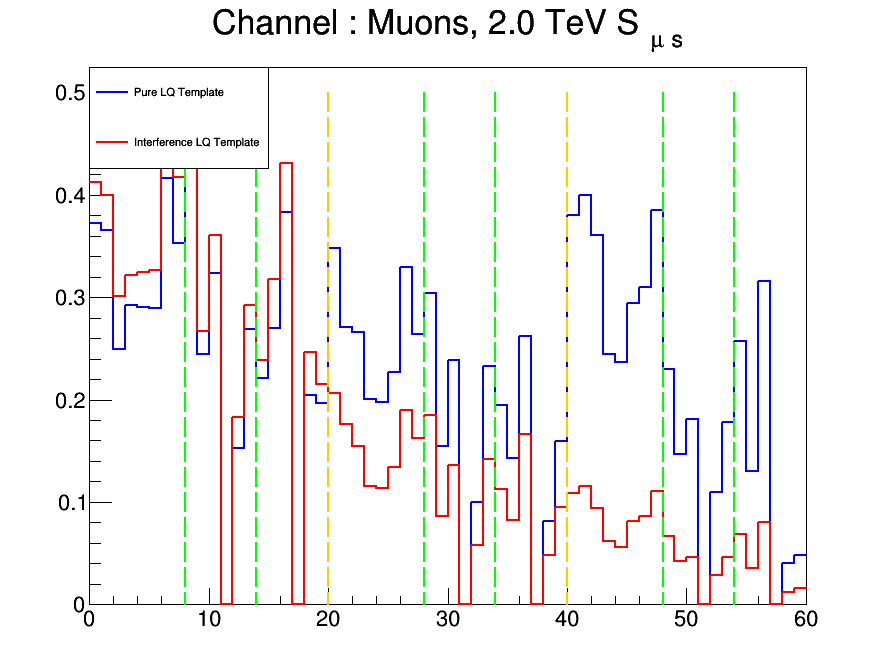 Channel : Muons, 2.0 TeV S μ s
Pure LQ Template
Interference LQ Template
0.5
0.4
0.3
0.2
0.1
0
0 10 20 30 40 50 60